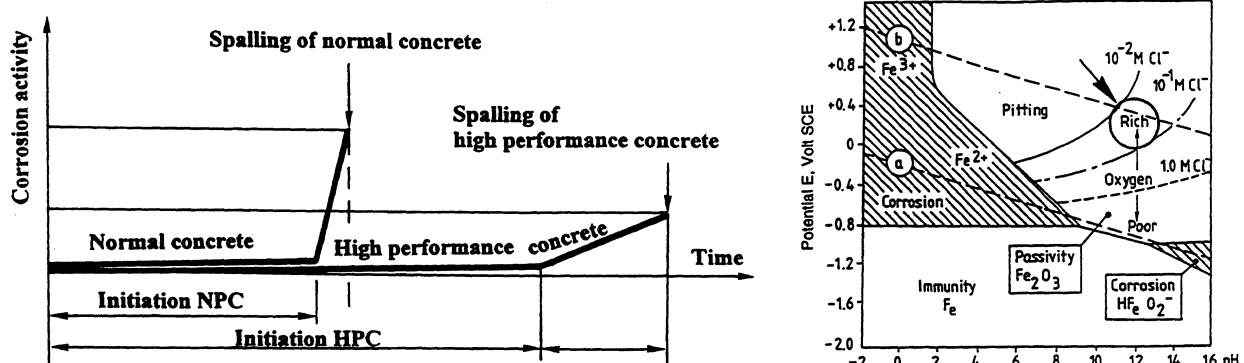 Corrosion activity
Spalling of normal concrete
Spalling of
high performance concrete
Normal concrete
High performance concrete
Time
Initiation NPC
Initiation HPC
Potential E, Volt SCE
+1.2
+0.8
+0.4
0
-0.4
-0.8
-1.2
-1.6
-2.0
b
Fe3+
a
Fe2+
Corrosion
Pitting
10-2 M Cl-
10-1 M Cl-
Rich
1.0 M Cl-
Oxygen
Poor
Passivity
Fe2O3
Immunity
Fe
Corrosion
HFeO2-
-2 0 2 4 6 8 10 12 14 16 pH